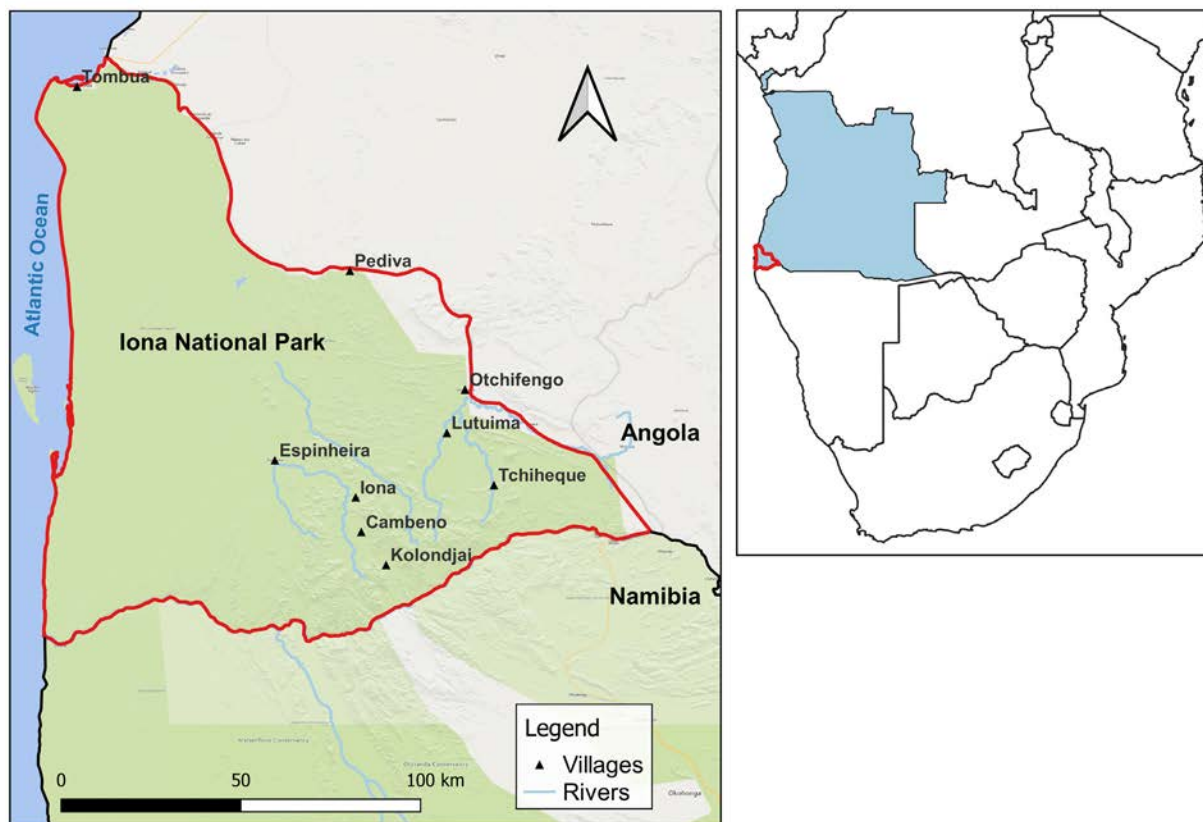 Tombua
Pediva
Atlantic Ocean
Iona National Park
Otchifengo
Lutuima
Angola
Espinheira
Tchiheque
Iona
Cambeno
Kolondjai
Namibia
Legend
Villages
Rivers
0 50 100 km